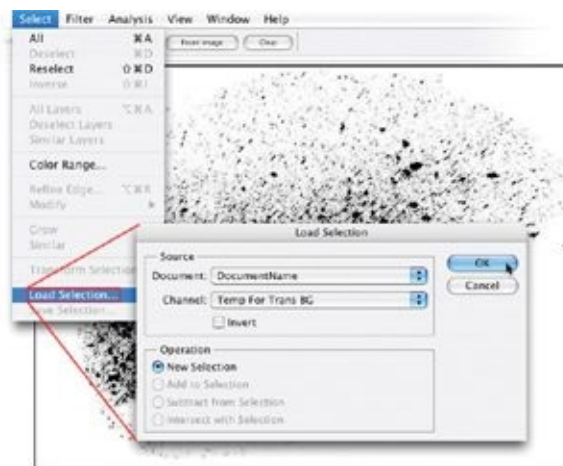 Select Filter Analysis View Window Help
All ⌘A
Deselect ⌘D
Reselect ⇧⌘D
Inverse ⇧⌘I
All Layers ⌥⌘A
Deselect Layers
Similar Layers
Color Range...
Refine Edge... ⌥⌘R
Modify
Grow
Similar
Transform Selection
Load Selection...
Save Selection...
Front Image Clear
Load Selection
Source
Document: DocumentName
Channel: Temp For Trans BG
Invert
OK
Cancel
Operation
New Selection
Add to Selection
Subtract from Selection
Intersect with Selection